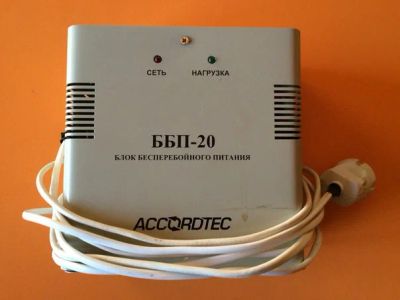 СЕТЬ НАГРУЗКА
ББП-20
БЛОК БЕСПЕРЕБОЙНОГО ПИТАНИЯ
ACCORDTEC